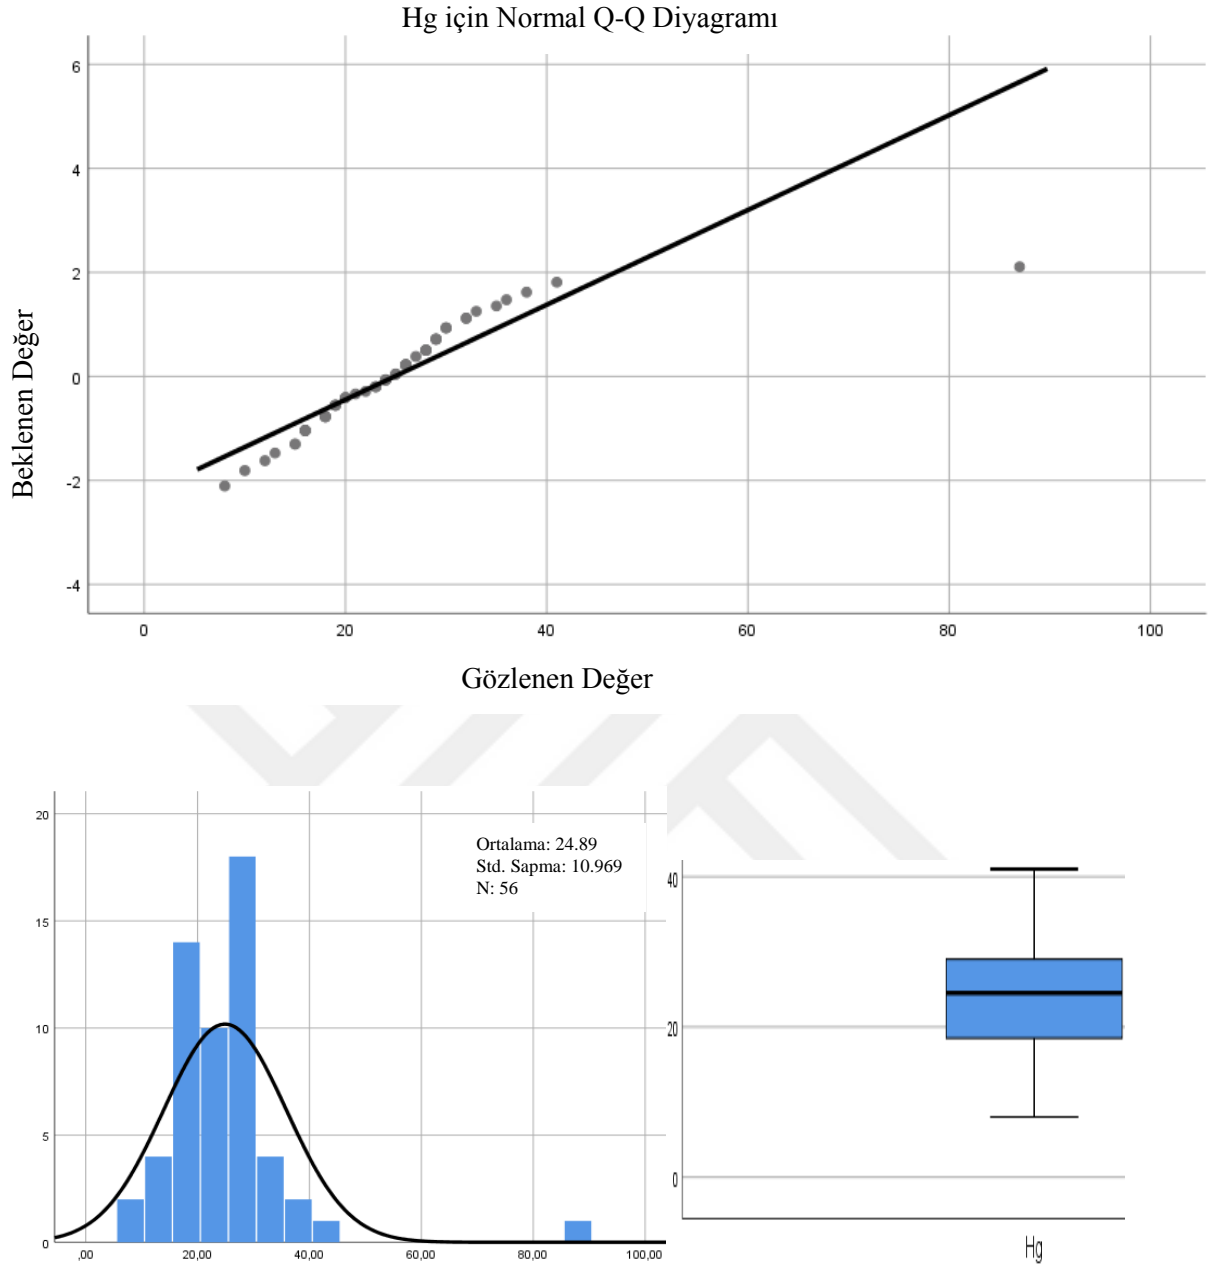 Hg için Normal Q-Q Diyagramı
6
4
2
0
-2
-4
Beklenen Değer
0 20 40 60 80 100
Gözlenen Değer
20
15
10
5
0
Ortalama: 24.89
Std. Sapma: 10.969
N: 56
,00 20,00 40,00 60,00 80,00 100,00
40
20
0
Hg